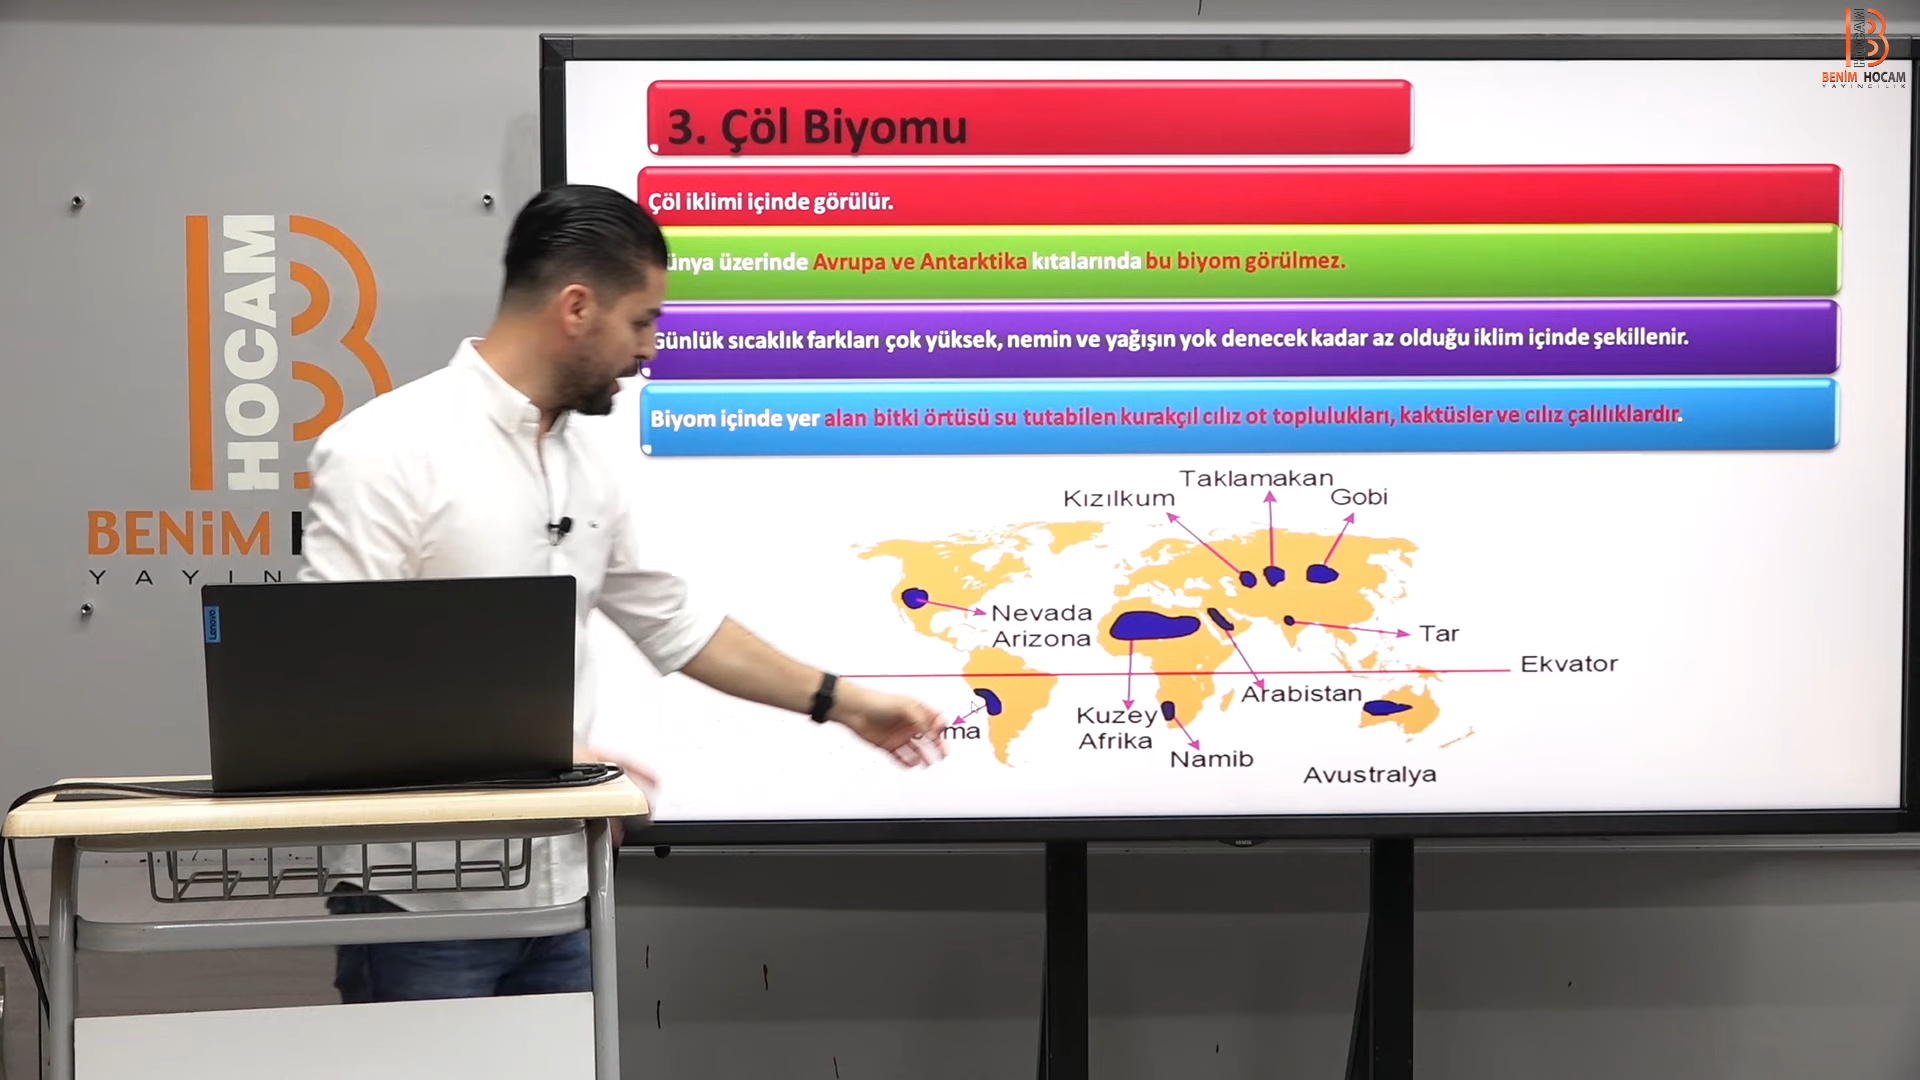 HOCAM
BENİM HOCAM
YAYINCILIK
3. Çöl Biyomu
Çöl iklimi içinde görülür.
üzerinde Avrupa ve Antarktika kıtalarında bu biyom görülmez.
Günlük sıcaklık farkları çok yüksek, nemin ve yağışın yok denecek kadar az olduğu iklim içinde şekillenir.
Biyom içinde yer alan bitki örtüsü su tutabilen kurakçıl cılız ot toplulukları, kaktüsler ve cılız çalılıklardır.
Taklamakan
Kızılkum
Gobi
Nevada
Arizona
Tar
Ekvator
Arabistan
Kuzey
Afrika
Namib
Avustralya
HOCAM
BENİM
Lenovo